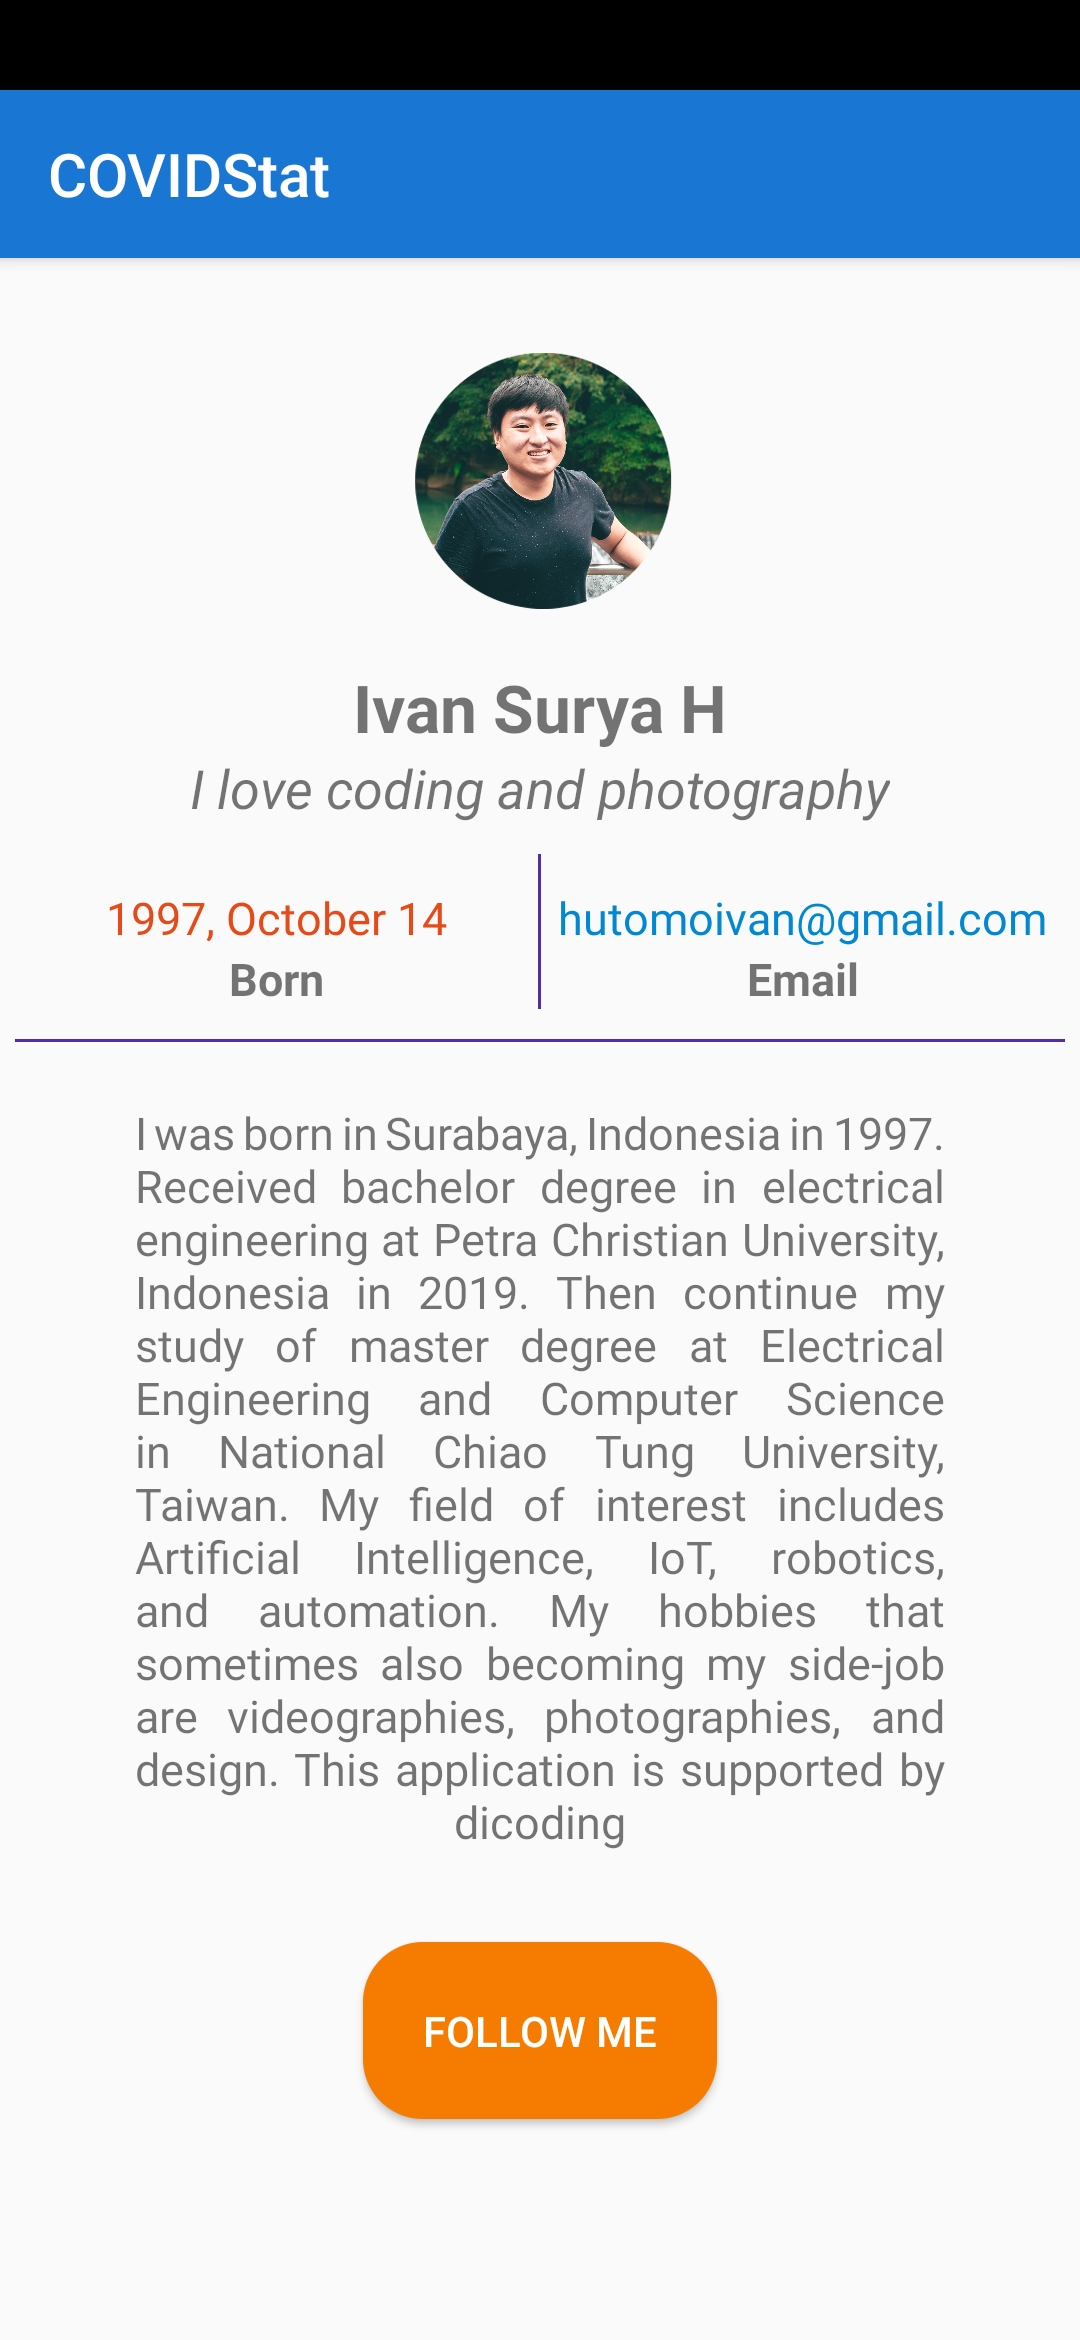 COVIDStat
Ivan Surya H
I love coding and photography
1997, October 14
Born
hutomoivan@gmail.com
Email
I was born in Surabaya, Indonesia in 1997.
Received bachelor degree in electrical
engineering at Petra Christian University,
Indonesia in 2019. Then continue my
study of master degree at Electrical
Engineering and Computer Science
in National Chiao Tung University,
Taiwan. My field of interest includes
Artificial Intelligence, IoT, robotics,
and automation. My hobbies that
sometimes also becoming my side-job
are videographies, photographies, and
design. This application is supported by
dicoding
FOLLOW ME